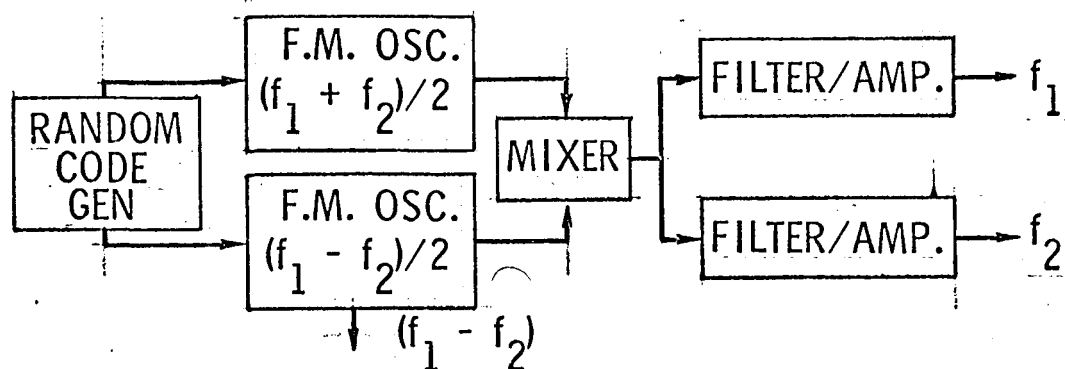 RANDOM
CODE
GEN
F.M. OSC.
(f1 + f2)/2
F.M. OSC.
(f1 - f2)/2
(f1 - f2)
MIXER
FILTER/AMP.
f1
FILTER/AMP.
f2